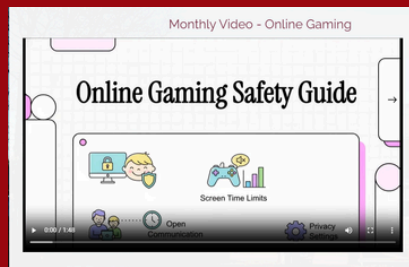 Monthly Video - Online Gaming
Online Gaming Safety Guide
Screen Time Limits
Open
Communication
Privacy
Settings
0:00 / 1:48